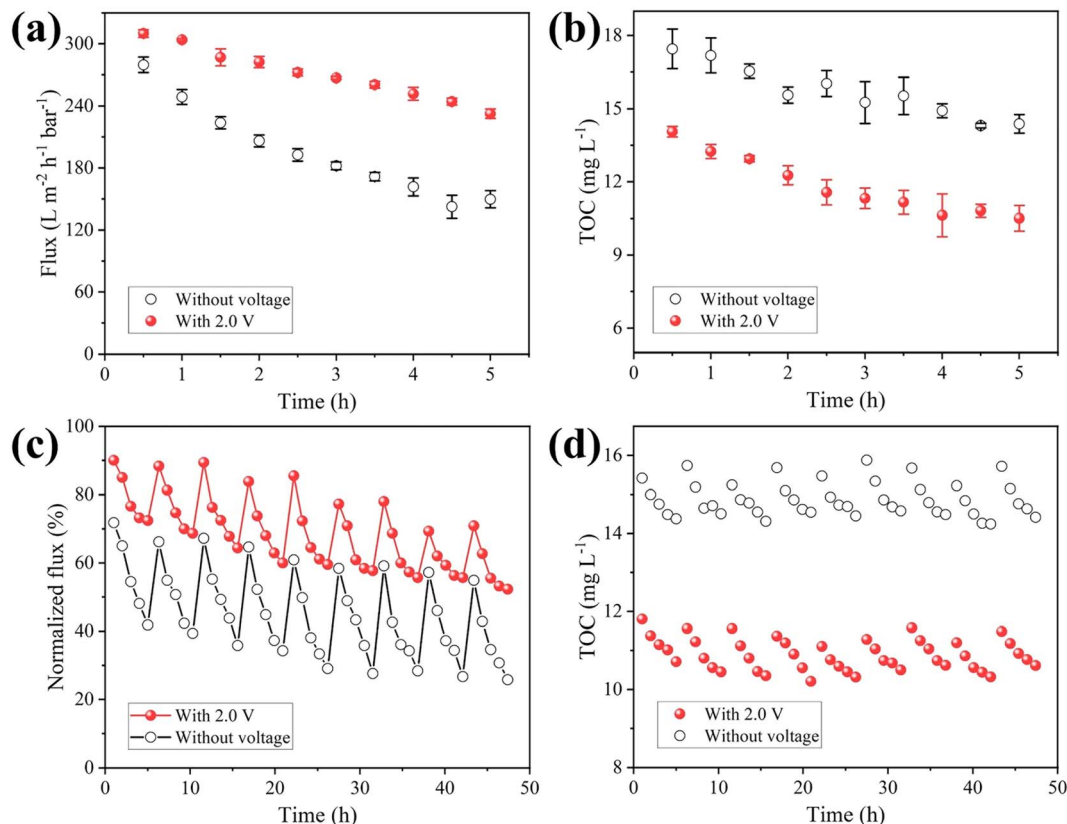 (a)
Flux (L m⁻² h⁻¹ bar⁻¹)
300
240
180
120
60
0
Without voltage
With 2.0 V
0 1 2 3 4 5
Time (h)
(b)
TOC (mg L⁻¹)
18
15
12
9
6
Without voltage
With 2.0 V
0 1 2 3 4 5
Time (h)
(c)
Normalized flux (%)
100
80
60
40
20
0
With 2.0 V
Without voltage
0 10 20 30 40 50
Time (h)
(d)
TOC (mg L⁻¹)
16
14
12
10
8
With 2.0 V
Without voltage
0 10 20 30 40 50
Time (h)